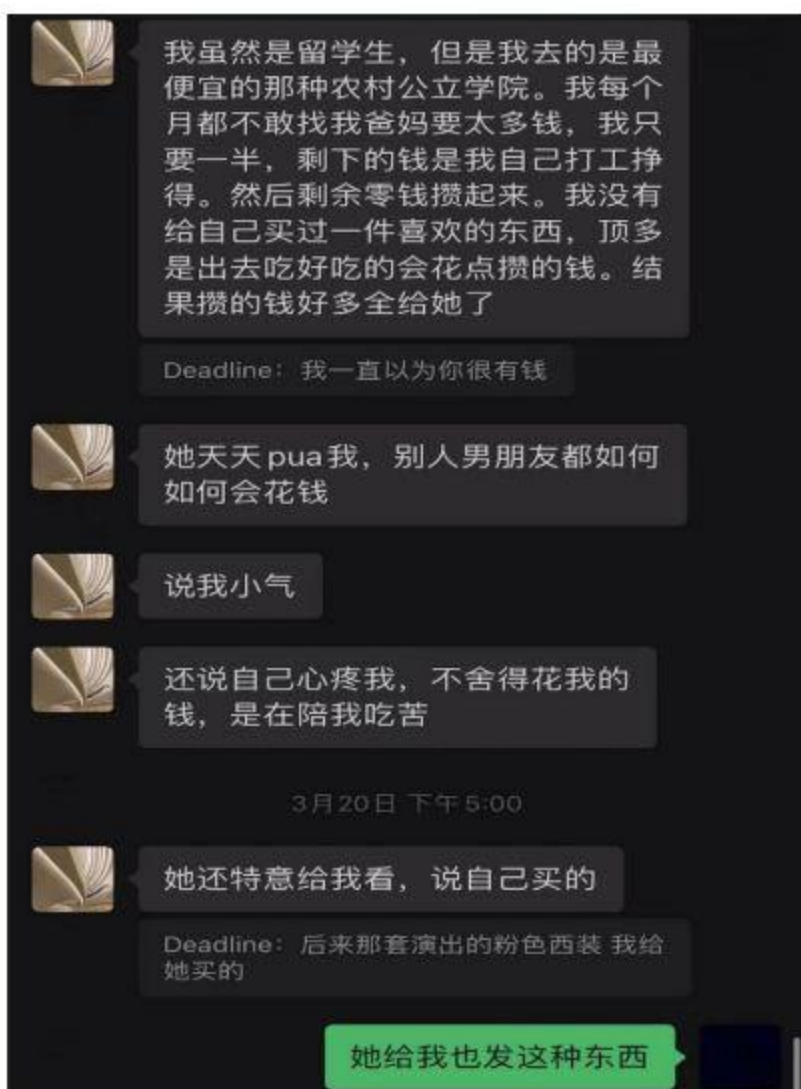 我虽然是留学生，但是我去的是最
便宜的那种农村公立学院。我每个
月都不敢找我爸妈要太多钱，我只
要一半，剩下的钱是我自己打工挣
得。然后剩余零钱攒起来。我没有
给自己买过一件喜欢的东西，顶多
是出去吃好吃的会花点攒的钱。结
果攒的钱好多全给她了
Deadline：我一直以为你很有钱
她天天pua我，别人男朋友都如何
如何会花钱
说我小气
还说自己心疼我，不舍得花我的
钱，是在陪我吃苦
3月20日 下午5:00
她还特意给我看，说自己买的
Deadline：后来那套演出的粉色西装 我给
她买的
她给我也发这种东西